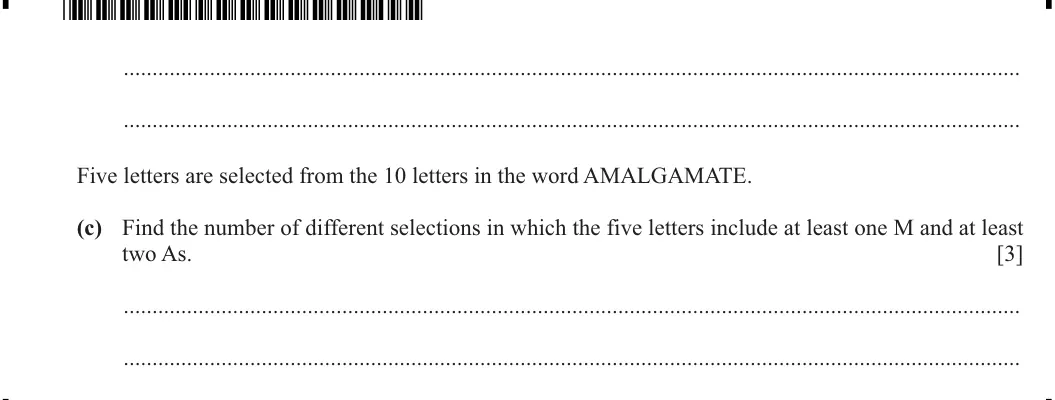 Five letters are selected from the 10 letters in the word AMALGAMATE.
(c) Find the number of different selections in which the five letters include at least one M and at least
two As. [3]